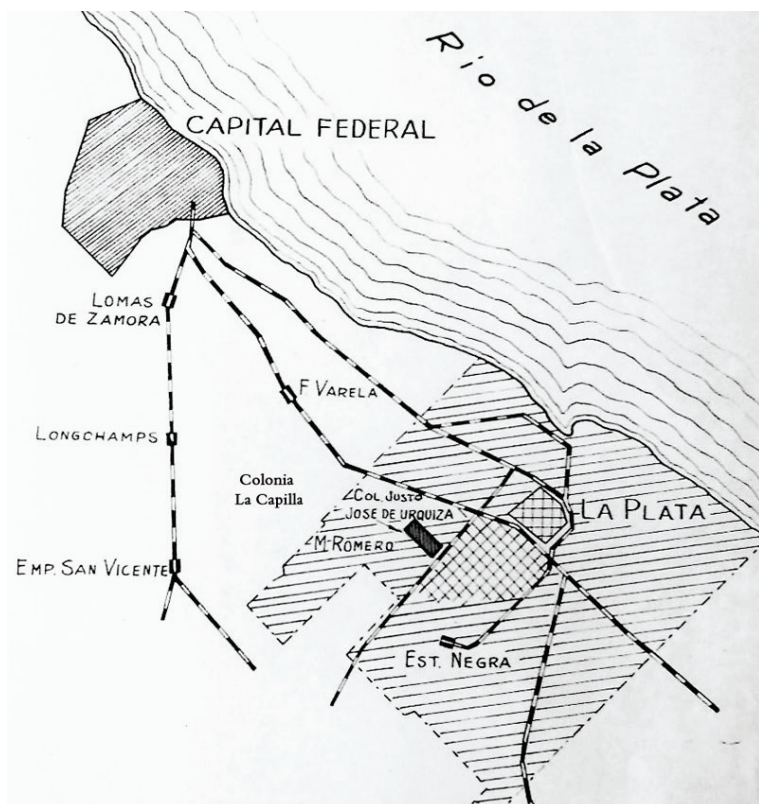 Rio de la Plata
CAPITAL FEDERAL
LOMAS
DE ZAMORA
F VARELA
LONGCHAMPS
Colonia
La Capilla
COL. JUSTO
JOSÉ DE URQUIZA
LA PLATA
M. ROMERO
EMP. SAN VICENTE
EST. NEGRA